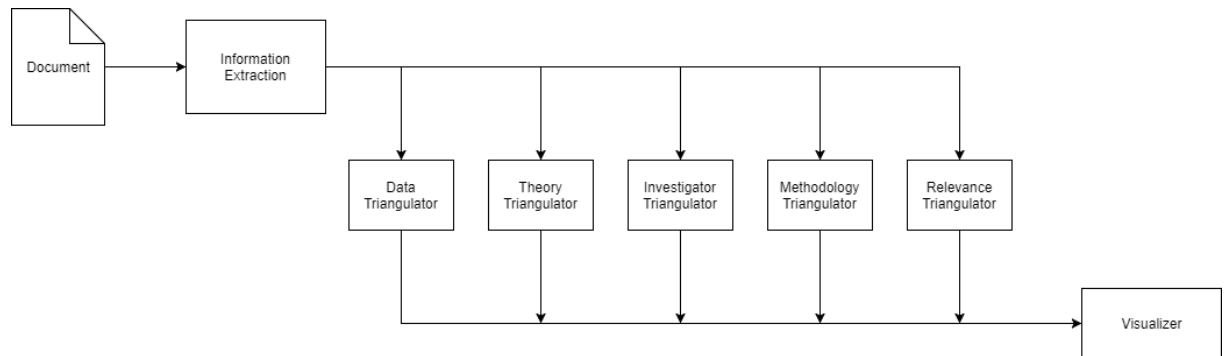 Document
Information
Extraction
Data
Triangulator
Theory
Triangulator
Investigator
Triangulator
Methodology
Triangulator
Relevance
Triangulator
Visualizer